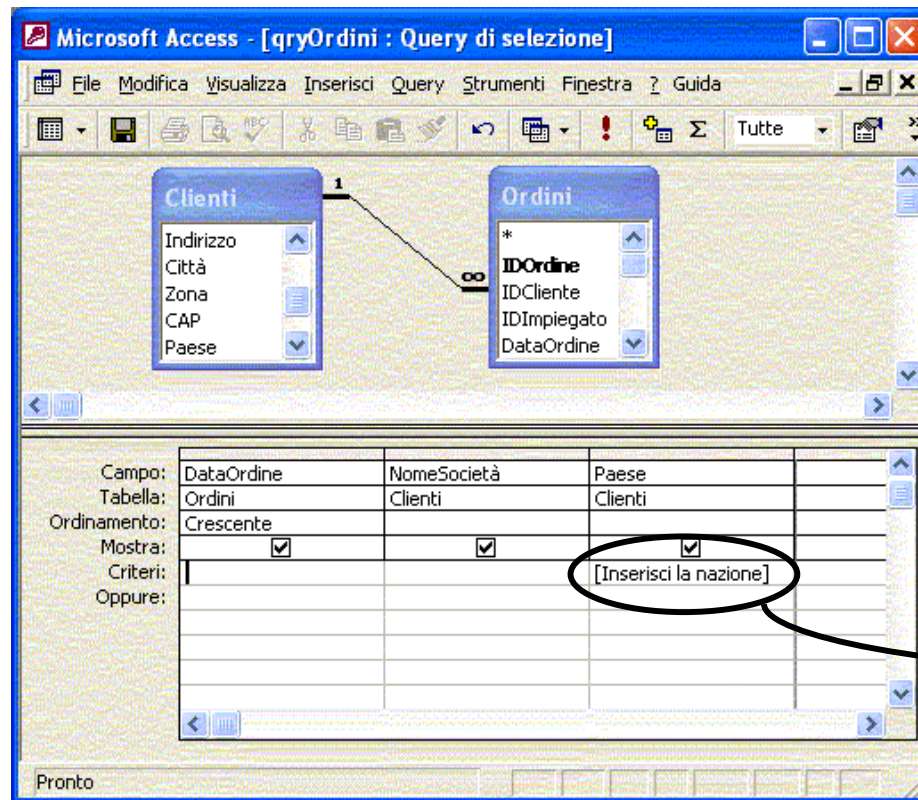 Microsoft Access - [qryOrdini : Query di selezione]
File Modifica Visualizza Inserisci Query Strumenti Finestra ? Guida
Tutte
Clienti
Indirizzo
Città
Zona
CAP
Paese
1
∞
Ordini
*
IDOrdine
IDCliente
IDImpiegato
DataOrdine
Campo: DataOrdine NomeSocietà Paese
Tabella: Ordini Clienti Clienti
Ordinamento: Crescente
Mostra:
Criteri: [Inserisci la nazione]
Oppure:
Pronto